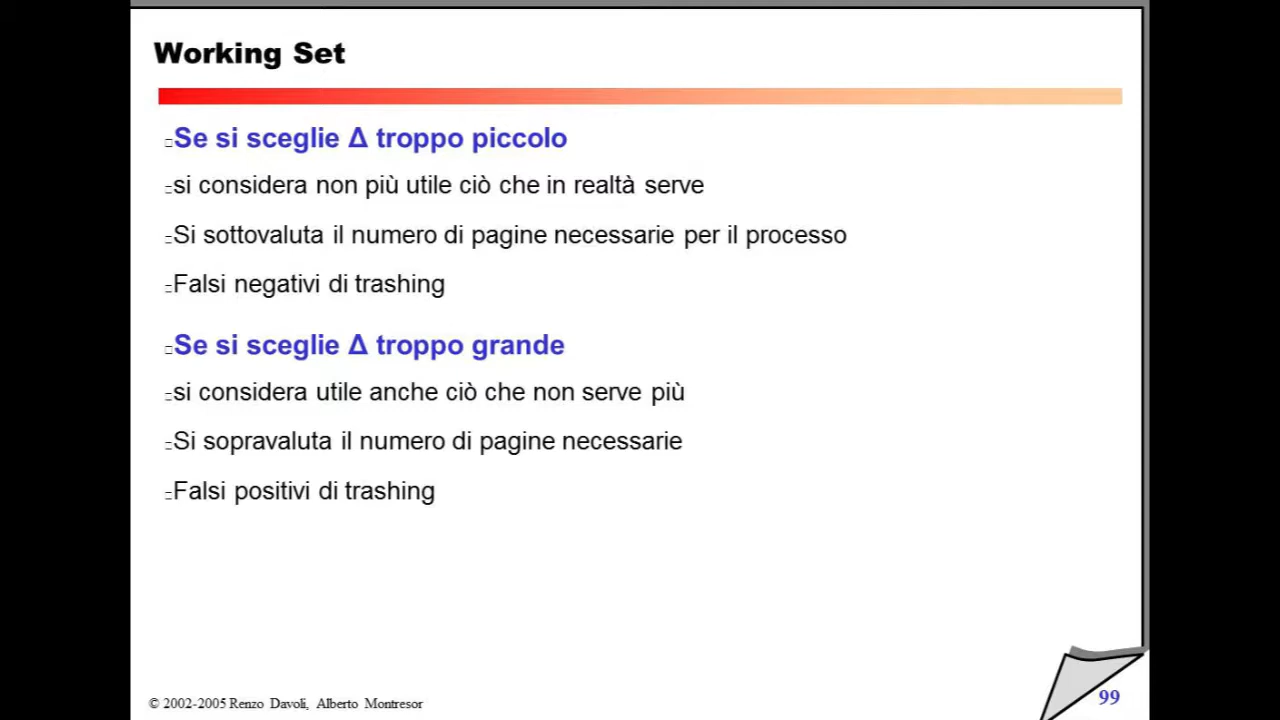 Working Set
Se si sceglie Δ troppo piccolo
si considera non più utile ciò che in realtà serve
Si sottovaluta il numero di pagine necessarie per il processo
Falsi negativi di trashing
Se si sceglie Δ troppo grande
si considera utile anche ciò che non serve più
Si sopravaluta il numero di pagine necessarie
Falsi positivi di trashing
© 2002-2005 Renzo Davoli, Alberto Montresor
99